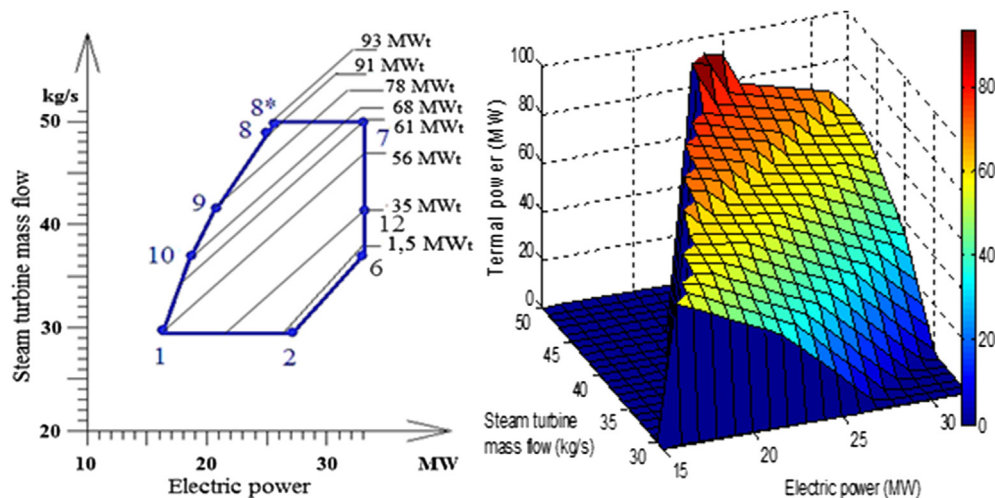 93 MWt
91 MWt
78 MWt
68 MWt
61 MWt
56 MWt
35 MWt
1,5 MWt
kg/s
50
40
30
20
Steam turbine mass flow
8*
8
7
9
10
12
6
1
2
10
20
30
MW
Electric power
100
80
60
40
20
0
Termal power (MW)
50
45
40
35
30
Steam turbine
mass flow (kg/s)
15
20
25
30
Electric power (MW)
80
60
40
20
0